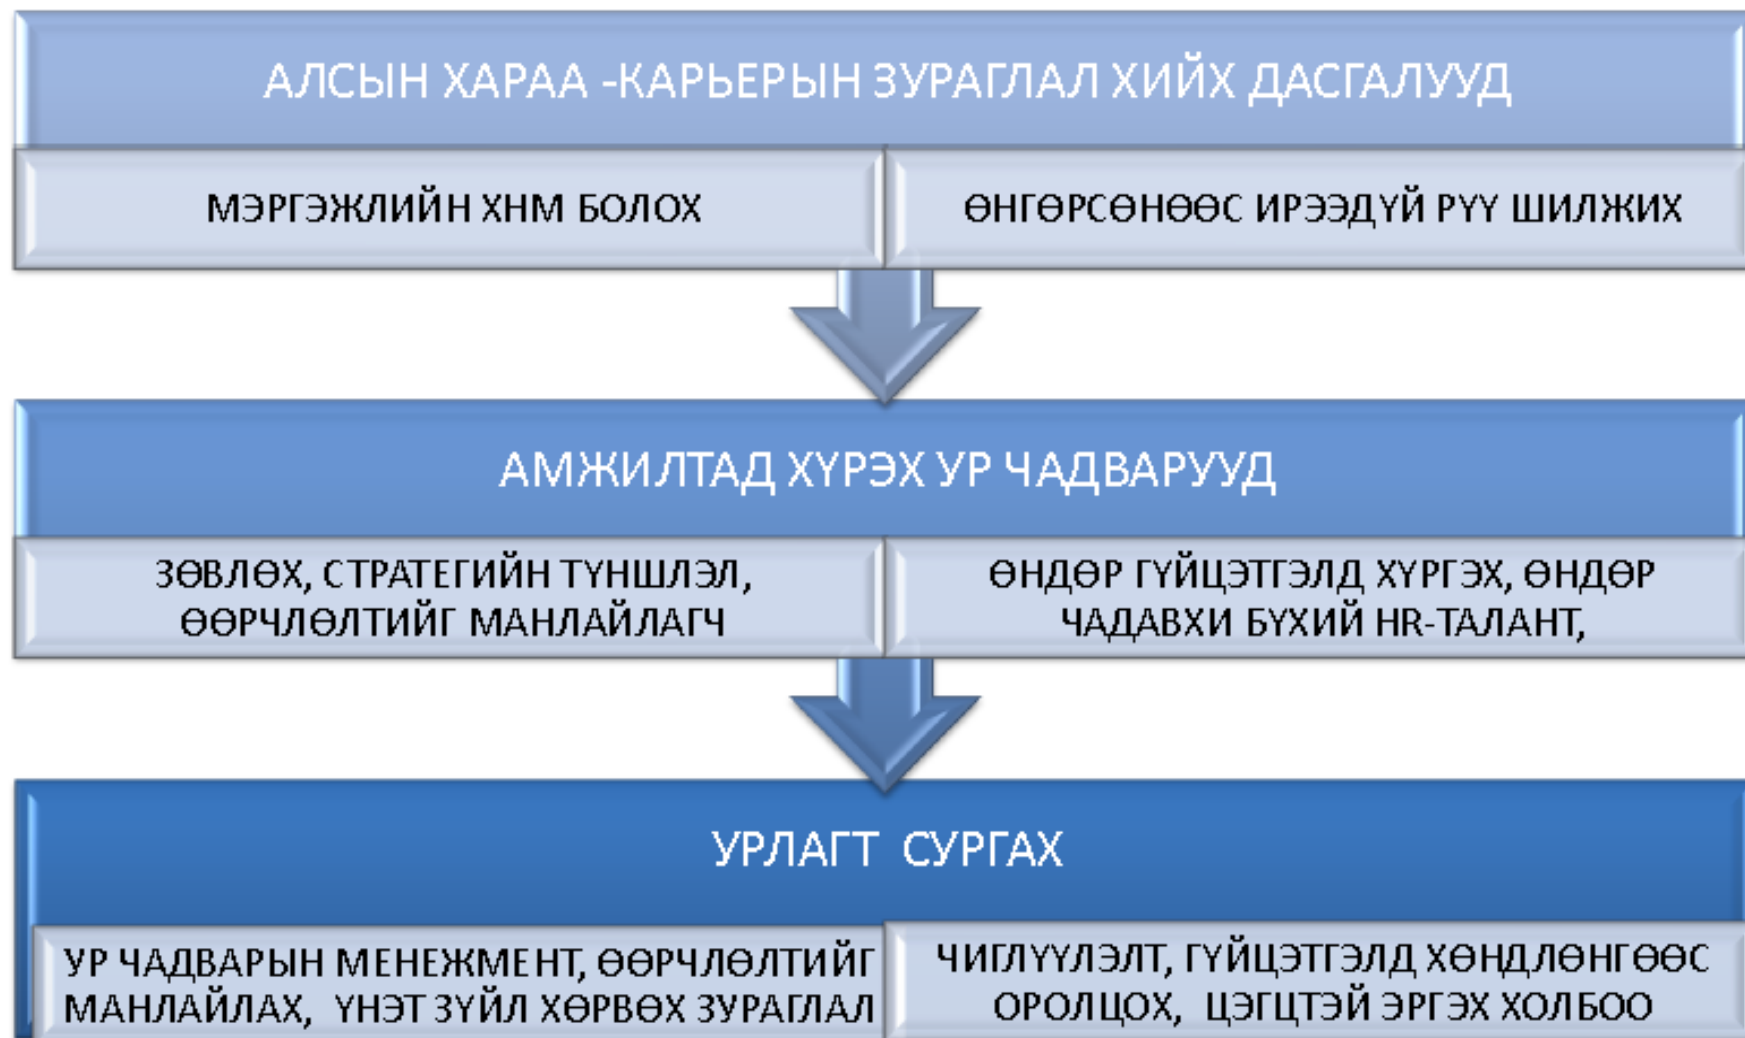 АЛСЫН ХАРАА -КАРЬЕРЫН ЗУРАГЛАЛ ХИЙХ ДАСГАЛУУД
МЭРГЭЖЛИЙН ХНМ БОЛОХ
ӨНГӨРСӨНӨӨС ИРЭЭДҮЙ РҮҮ ШИЛЖИХ
АМЖИЛТАД ХҮРЭХ УР ЧАДВАРУУД
ЗӨВЛӨХ, СТРАТЕГИЙН ТҮНШЛЭЛ,
ӨӨРЧЛӨЛТИЙГ МАНЛАЙЛАГЧ
ӨНДӨР ГҮЙЦЭТГЭЛД ХҮРГЭХ, ӨНДӨР
ЧАДАВХИ БҮХИЙ HR-ТАЛАНТ,
УРЛАГТ СУРГАХ
УР ЧАДВАРЫН МЕНЕЖМЕНТ, ӨӨРЧЛӨЛТИЙГ
МАНЛАЙЛАХ, ҮНЭТ ЗҮЙЛ ХӨРВӨХ ЗУРАГЛАЛ
ЧИГЛҮҮЛЭЛТ, ГҮЙЦЭТГЭЛД ХӨНДЛӨНГӨӨС
ОРОЛЦОХ, ЦЭГЦТЭЙ ЭРГЭХ ХОЛБОО